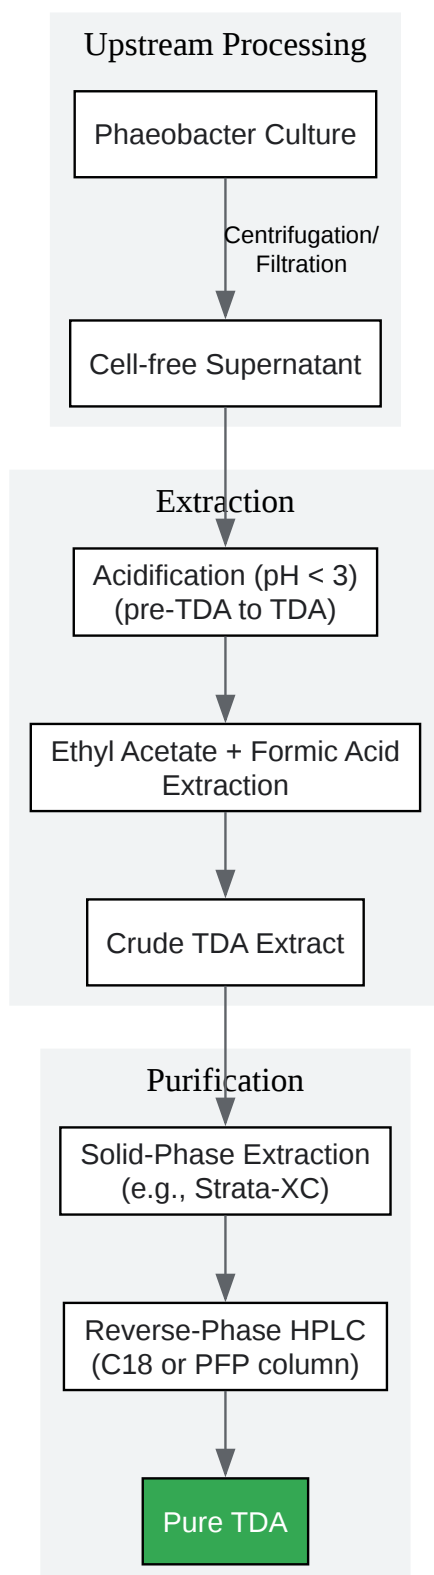 Upstream Processing
Phaeobacter Culture
Centrifugation/
Filtration
Cell-free Supernatant
Extraction
Acidification (pH < 3)
(pre-TDA to TDA)
Ethyl Acetate + Formic Acid
Extraction
Crude TDA Extract
Purification
Solid-Phase Extraction
(e.g., Strata-XC)
Reverse-Phase HPLC
(C18 or PFP column)
Pure TDA